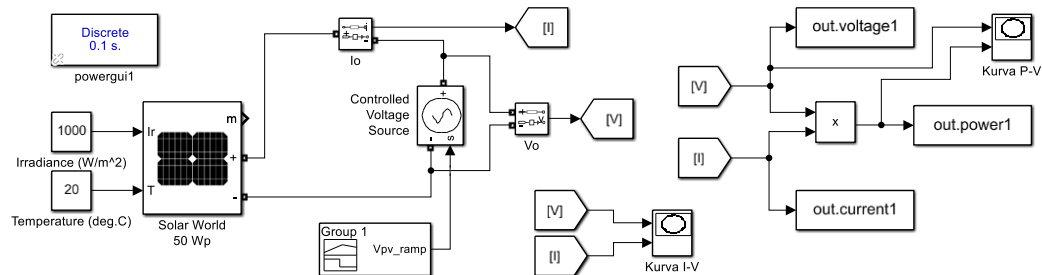 Discrete
0.1 s.
powergui1
1000
Irradiance (W/m^2)
20
Temperature (deg.C)
Ir
T
m
+
-
Solar World
50 Wp
Io
[I]
Controlled
Voltage
Source
+
-
s
Vo
[V]
Group 1
Vpv_ramp
[V]
[I]
Kurva I-V
[V]
[I]
x
out.voltage1
Kurva P-V
out.power1
out.current1